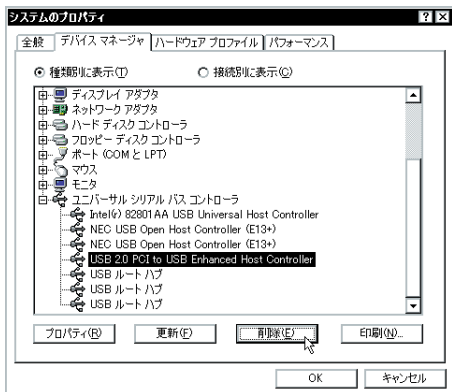 システムのプロパティ
全般 デバイス マネージャ ハードウェア プロファイル パフォーマンス
種類別に表示(T) 接続別に表示(C)
ディスプレイ アダプタ
ネットワーク アダプタ
ハード ディスク コントローラ
フロッピー ディスク コントローラ
ポート (COM と LPT)
マウス
モニタ
ユニバーサル シリアル バス コントローラ
Intel(r) 82801AA USB Universal Host Controller
NEC USB Open Host Controller (E13+)
NEC USB Open Host Controller (E13+)
USB 2.0 PCI to USB Enhanced Host Controller
USB ルート ハブ
USB ルート ハブ
USB ルート ハブ
プロパティ(R) 更新(F) 削除(E) 印刷(N)...
OK キャンセル